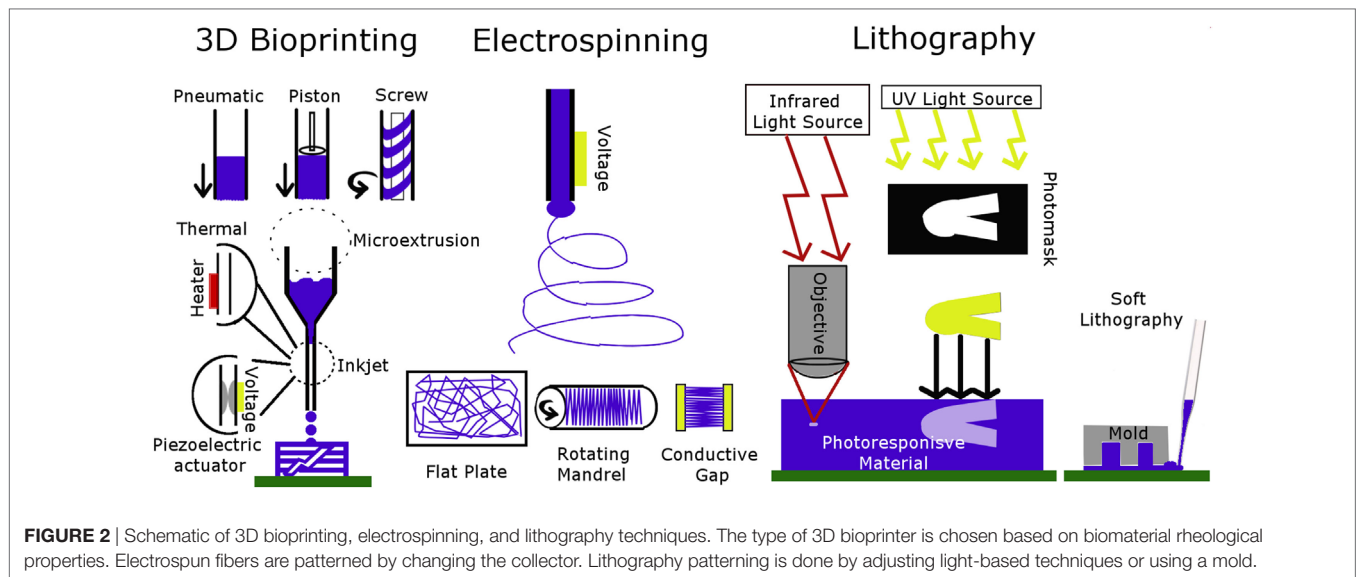 3D Bioprinting
Electrospinning
Lithography
Pneumatic
Piston
Screw
Thermal
Heater
Microextrusion
Inkjet
Voltage
Piezoelectric
actuator
Voltage
Flat Plate
Rotating
Mandrel
Conductive
Gap
Infrared
Light Source
UV Light Source
Photomask
Objective
Photoresponisve
Material
Soft
Lithography
Mold
FIGURE 2 | Schematic of 3D bioprinting, electrospinning, and lithography techniques. The type of 3D bioprinter is chosen based on biomaterial rheological
properties. Electrospun fibers are patterned by changing the collector. Lithography patterning is done by adjusting light-based techniques or using a mold.